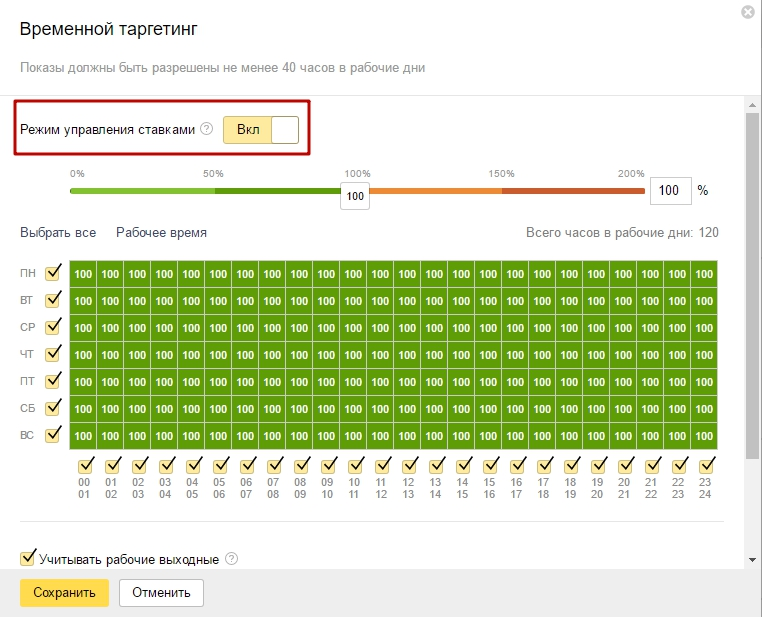 Временной таргетинг
Показы должны быть разрешены не менее 40 часов в рабочие дни
Режим управления ставками ? Вкл
0% 50% 100% 150% 200%
100 100 %
Выбрать все Рабочее время Всего часов в рабочие дни: 120
ПН 100 100 100 100 100 100 100 100 100 100 100 100 100 100 100 100 100 100 100 100 100 100 100 100
ВТ 100 100 100 100 100 100 100 100 100 100 100 100 100 100 100 100 100 100 100 100 100 100 100 100
СР 100 100 100 100 100 100 100 100 100 100 100 100 100 100 100 100 100 100 100 100 100 100 100 100
ЧТ 100 100 100 100 100 100 100 100 100 100 100 100 100 100 100 100 100 100 100 100 100 100 100 100
ПТ 100 100 100 100 100 100 100 100 100 100 100 100 100 100 100 100 100 100 100 100 100 100 100 100
СБ 100 100 100 100 100 100 100 100 100 100 100 100 100 100 100 100 100 100 100 100 100 100 100 100
ВС 100 100 100 100 100 100 100 100 100 100 100 100 100 100 100 100 100 100 100 100 100 100 100 100
00 01 02 03 04 05 06 07 08 09 10 11 12 13 14 15 16 17 18 19 20 21 22 23
01 02 03 04 05 06 07 08 09 10 11 12 13 14 15 16 17 18 19 20 21 22 23 24
Учитывать рабочие выходные ?
Сохранить Отменить